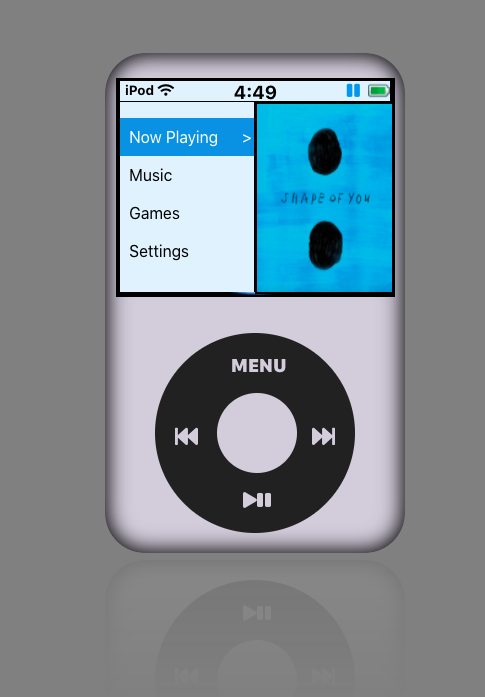 iPod 4:49
Now Playing >
Music
Games
Settings
SHAPE OF YOU
MENU